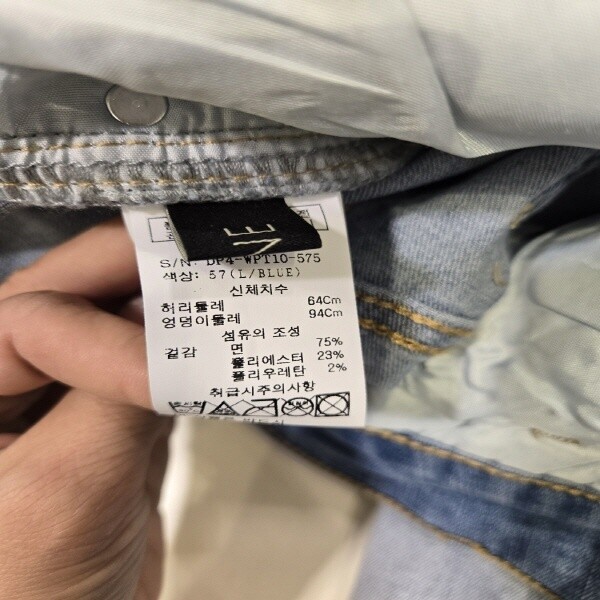 S/N: DP4-WPT10-575
색상: 57(L/BLUE)
신체치수
허리둘레 64Cm
엉덩이둘레 94Cm
섬유의 조성
겉감 면 75%
폴리에스터 23%
폴리우레탄 2%
취급시주의사항